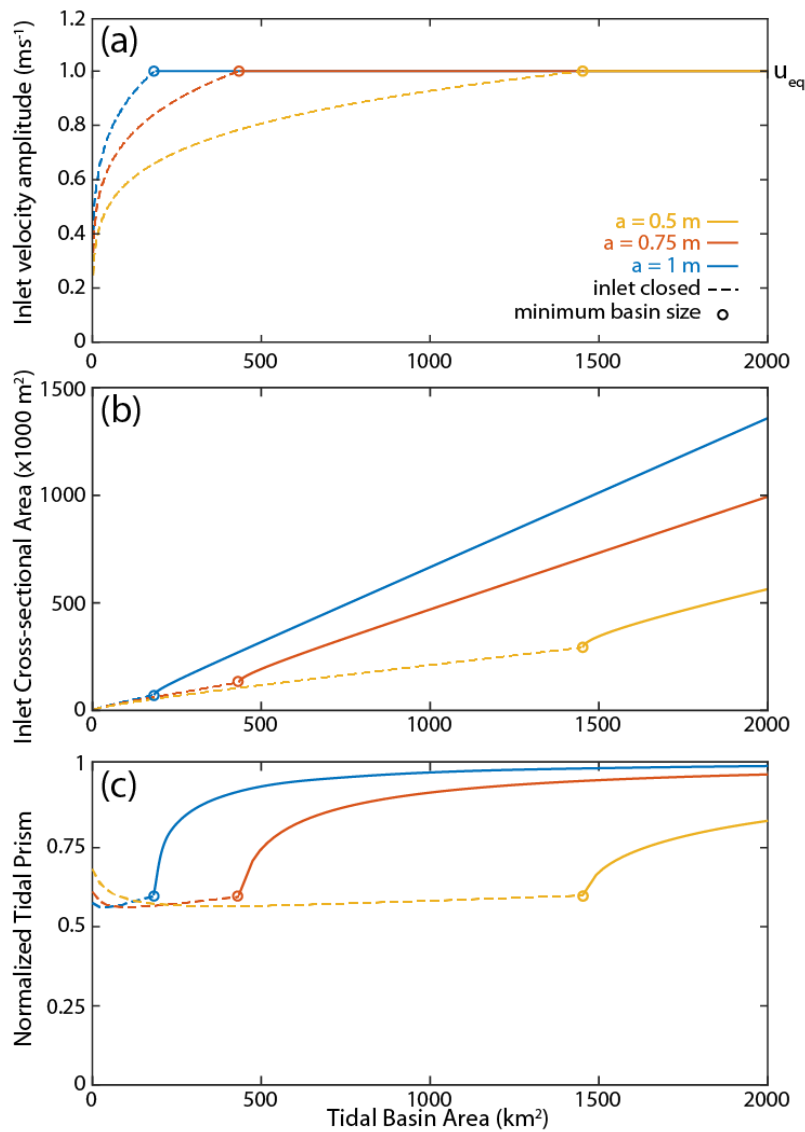 (a)
Inlet velocity amplitude (ms⁻¹)
1.2
1.0
0.8
0.6
0.4
0.2
0
u_eq
a = 0.5 m
a = 0.75 m
a = 1 m
inlet closed
minimum basin size
0 500 1000 1500 2000
(b)
Inlet Cross-sectional Area (x1000 m²)
1500
1000
500
0
0 500 1000 1500 2000
(c)
Normalized Tidal Prism
1
0.75
0.5
0.25
0
0 500 1000 1500 2000
Tidal Basin Area (km²)